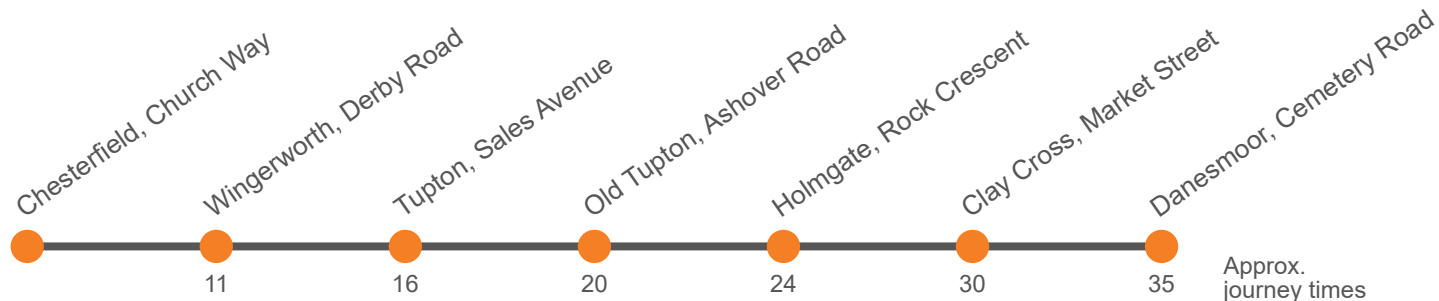 Chesterfield, Church Way
Wingerworth, Derby Road
Tupton, Sales Avenue
Old Tupton, Ashover Road
Holmgate, Rock Crescent
Clay Cross, Market Street
Danesmoor, Cemetery Road
11
16
20
24
30
35
Approx.
journey times